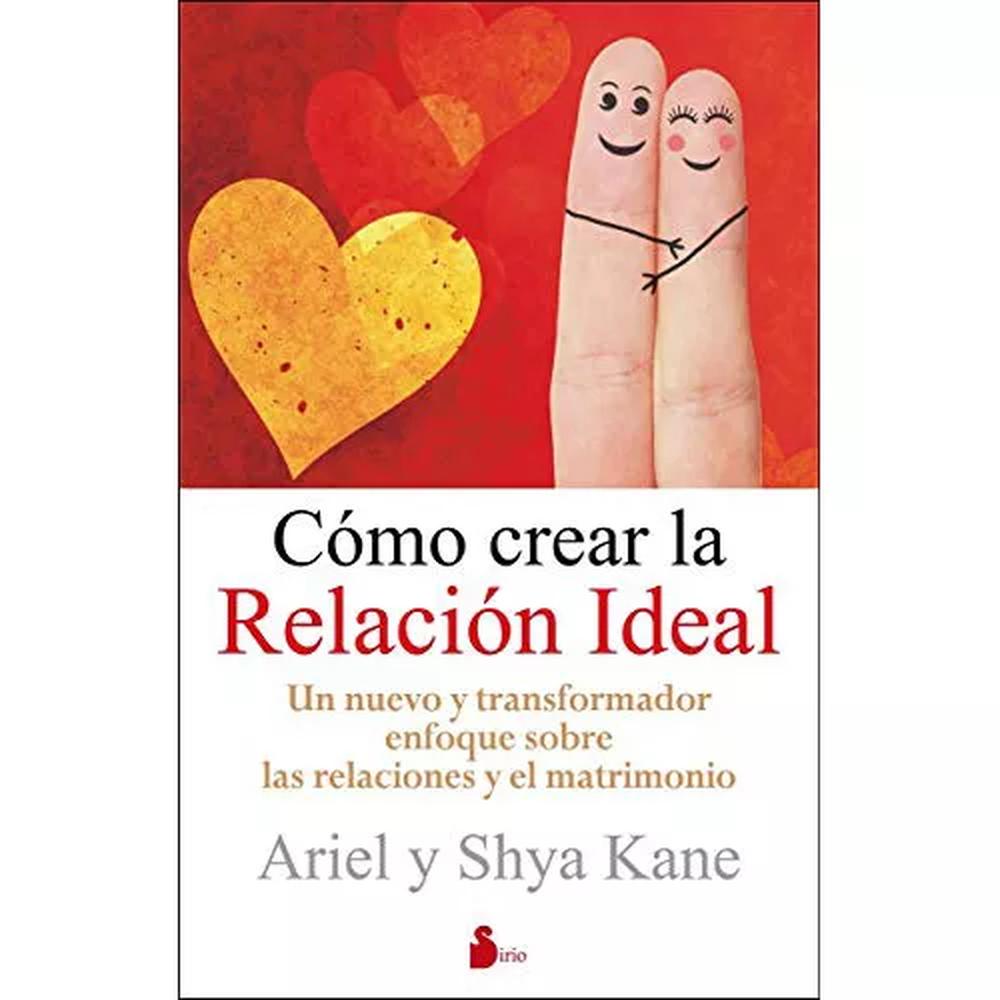 Cómo crear la
Relación Ideal
Un nuevo y transformador
enfoque sobre
las relaciones y el matrimonio
Ariel y Shya Kane
Sirio